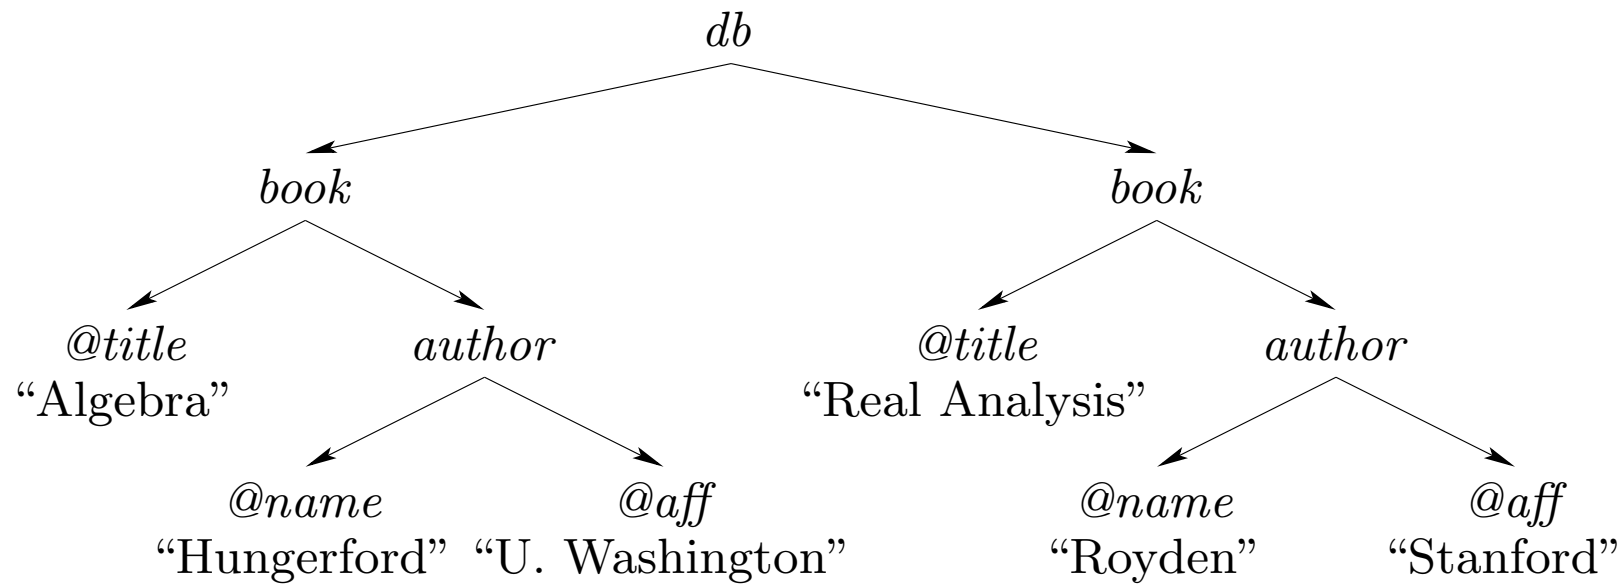 db
book book
@title author @title author
“Algebra” “Real Analysis”
@name @aff @name @aff
“Hungerford” “U. Washington” “Royden” “Stanford”